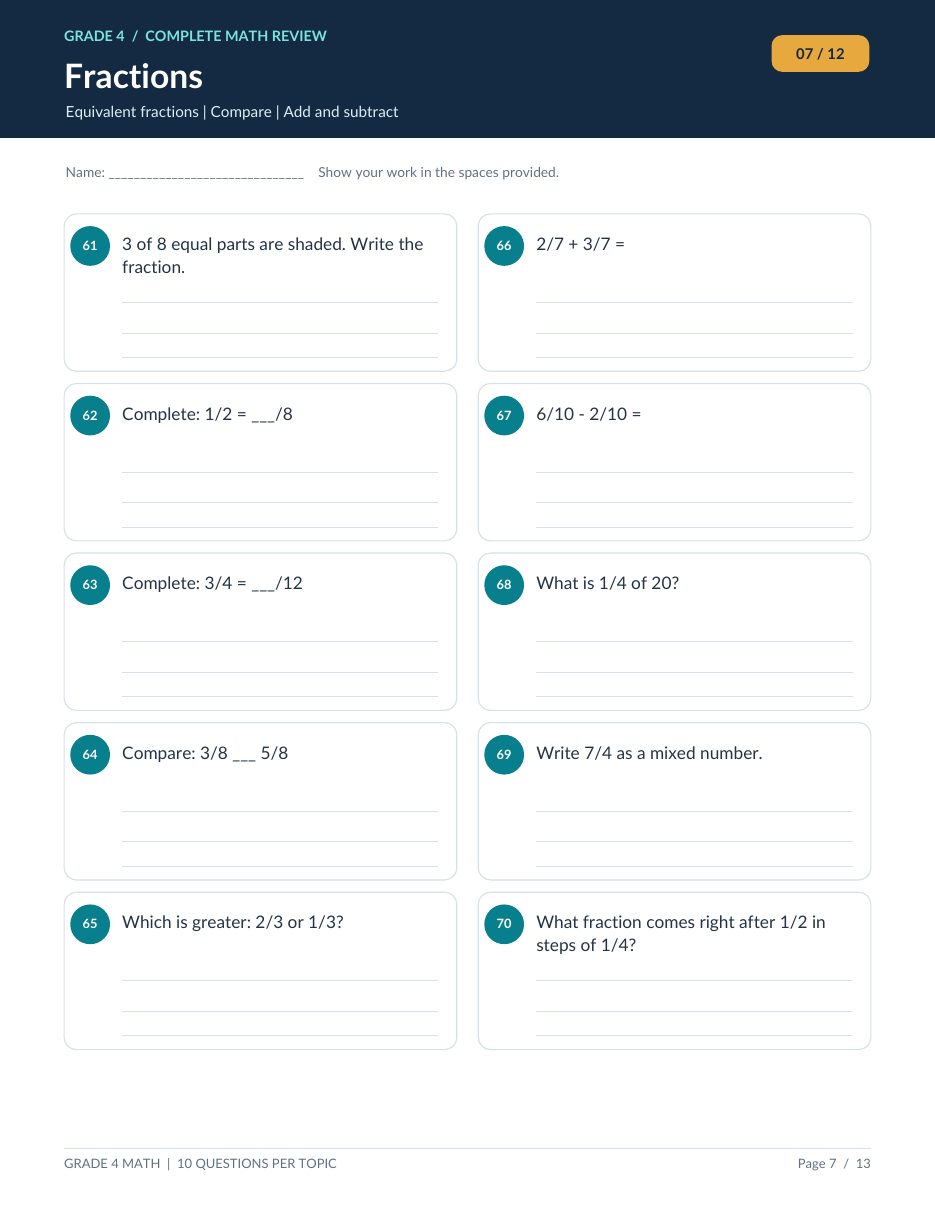 GRADE 4 / COMPLETE MATH REVIEW
Fractions
Equivalent fractions | Compare | Add and subtract
07 / 12
Name: ______________________________ Show your work in the spaces provided.
61 3 of 8 equal parts are shaded. Write the
fraction.
62 Complete: 1/2 = ___/8
63 Complete: 3/4 = ___/12
64 Compare: 3/8 ___ 5/8
65 Which is greater: 2/3 or 1/3?
66 2/7 + 3/7 =
67 6/10 - 2/10 =
68 What is 1/4 of 20?
69 Write 7/4 as a mixed number.
70 What fraction comes right after 1/2 in
steps of 1/4?
GRADE 4 MATH | 10 QUESTIONS PER TOPIC
Page 7 / 13